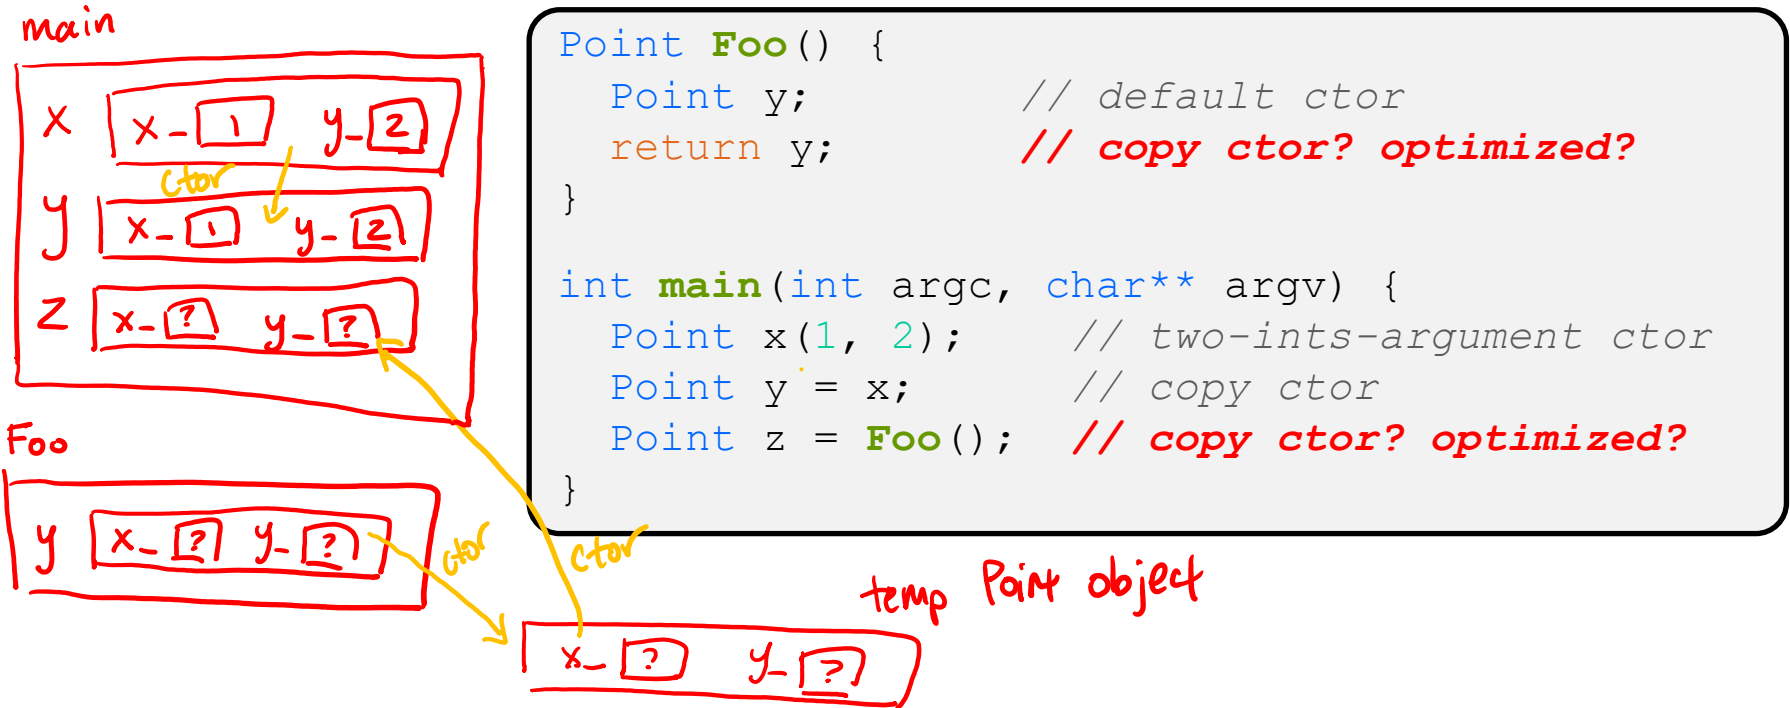 main
x x_ 1 y_ 2
ctor
y x_ 1 y_ 2
z x_ ? y_ ?
Foo
y x_ ? y_ ?
ctor
ctor
temp Point object
x_ ? y_ ?
Point Foo() {
  Point y; // default ctor
  return y; // copy ctor? optimized?
}
int main(int argc, char** argv) {
  Point x(1, 2); // two-ints-argument ctor
  Point y = x; // copy ctor
  Point z = Foo(); // copy ctor? optimized?
}